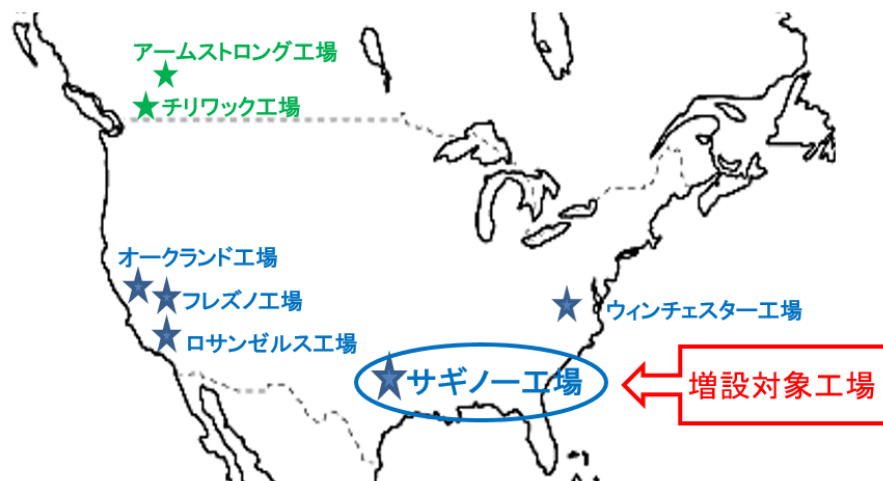 アームストロング工場
チリワック工場
オークランド工場
フレズノ工場
ロサンゼルス工場
ウィンチェスター工場
サギノー工場
増設対象工場